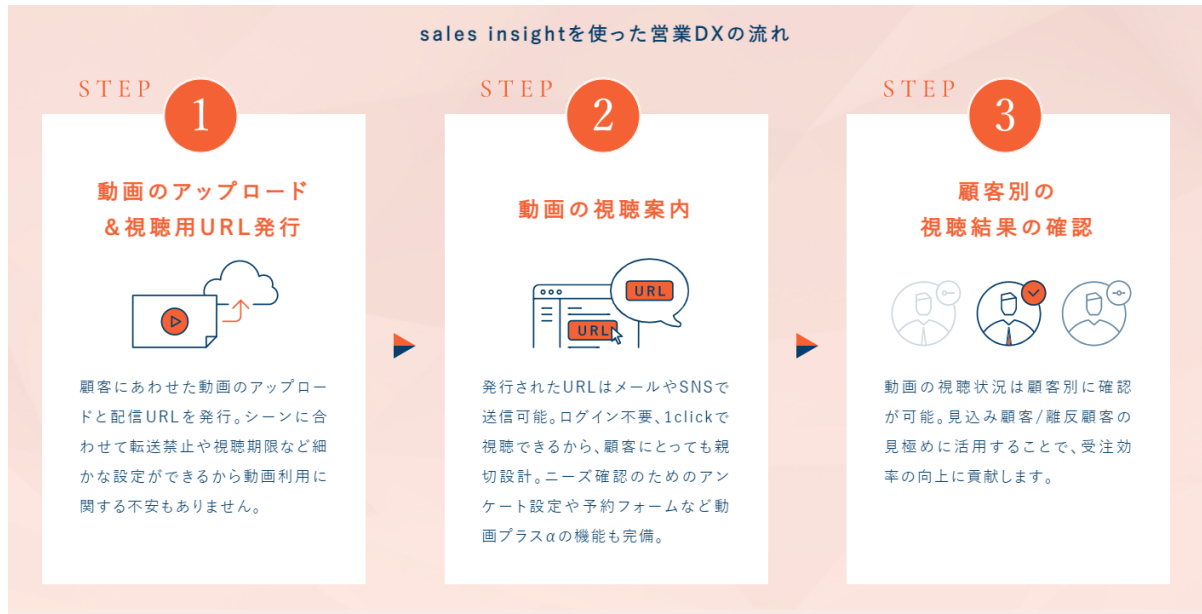 sales insightを使った営業DXの流れ
STEP
1
動画のアップロード
&視聴用URL発行
顧客にあわせた動画のアップロー
ドと配信URLを発行。シーンに合
わせて転送禁止や視聴期限など細
かな設定ができるから動画利用に
関する不安もありません。
STEP
2
動画の視聴案内
URL
URL
発行されたURLはメールやSNSで
送信可能。ログイン不要、1clickで
視聴できるから、顧客にとっても親
切設計。ニーズ確認のためのアン
ケート設定や予約フォームなど動
画プラスαの機能も完備。
STEP
3
顧客別の
視聴結果の確認
動画の視聴状況は顧客別に確認
が可能。見込み顧客/離反顧客の
見極めに活用することで、受注効
率の向上に貢献します。